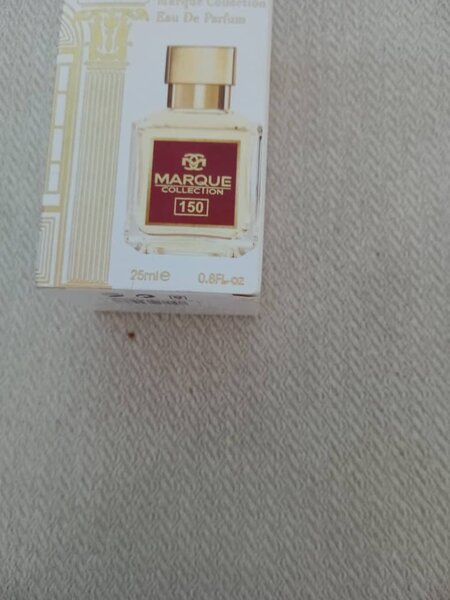 Marque Collection
Eau De Parfum
MARQUE
COLLECTION
150
25ml e 0.8FL.oz